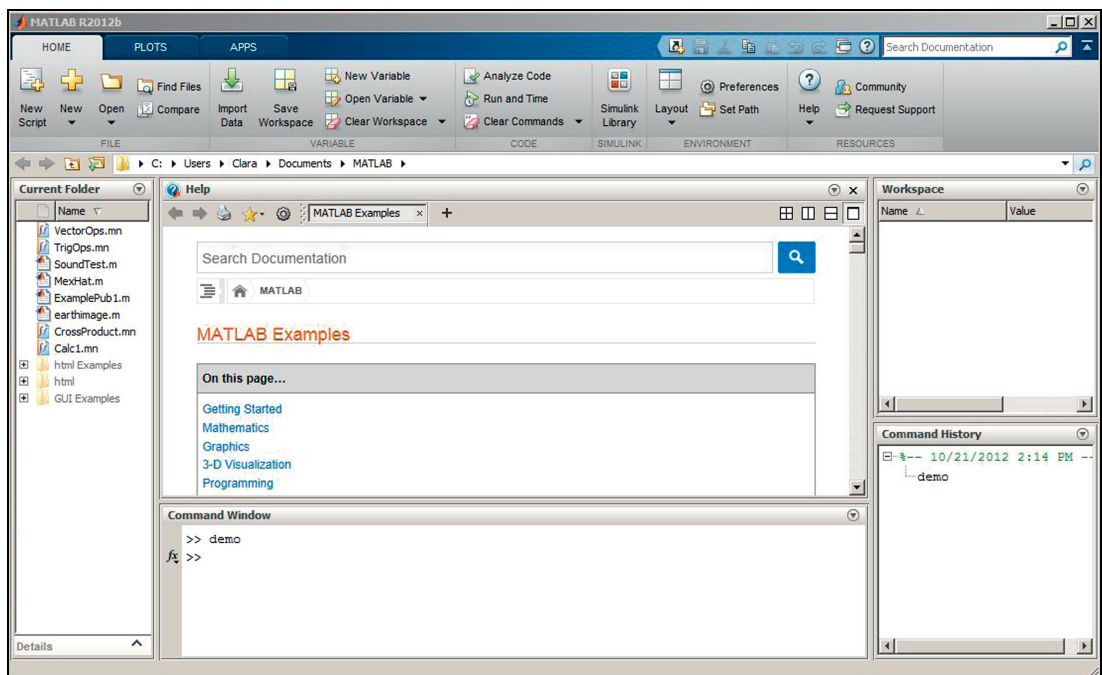 MATLAB R2012b
HOME PLOTS APPS
Search Documentation
New Script
New
Open
Find Files
Compare
Import Data
Save Workspace
New Variable
Open Variable
Clear Workspace
Analyze Code
Run and Time
Clear Commands
Simulink Library
Layout
Preferences
Set Path
Help
Community
Request Support
FILE VARIABLE CODE SIMULINK ENVIRONMENT RESOURCES
C: Users Clara Documents MATLAB
Current Folder
Name
VectorOps.mn
TrigOps.mn
SoundTest.m
MexHat.m
ExamplePub1.m
earthimage.m
CrossProduct.mn
Calc1.mn
html Examples
html
GUI Examples
Details
Help
MATLAB Examples
Search Documentation
MATLAB
MATLAB Examples
On this page...
Getting Started
Mathematics
Graphics
3-D Visualization
Programming
Command Window
>> demo
fx >>
Workspace
Name Value
Command History
%-- 10/21/2012 2:14 PM --
demo